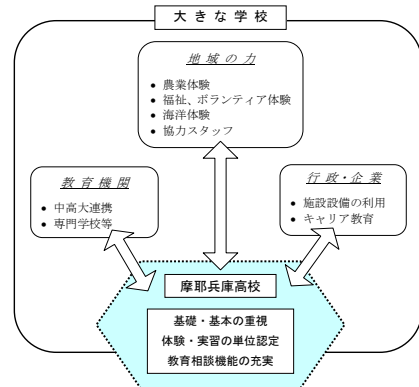 大きな学校
地域の力
• 農業体験
• 福祉、ボランティア体験
• 海洋体験
• 協力スタッフ
教育機関
• 中高大連携
• 専門学校等
行政・企業
• 施設設備の利用
• キャリア教育
摩耶兵庫高校
基礎・基本の重視
体験・実習の単位認定
教育相談機能の充実